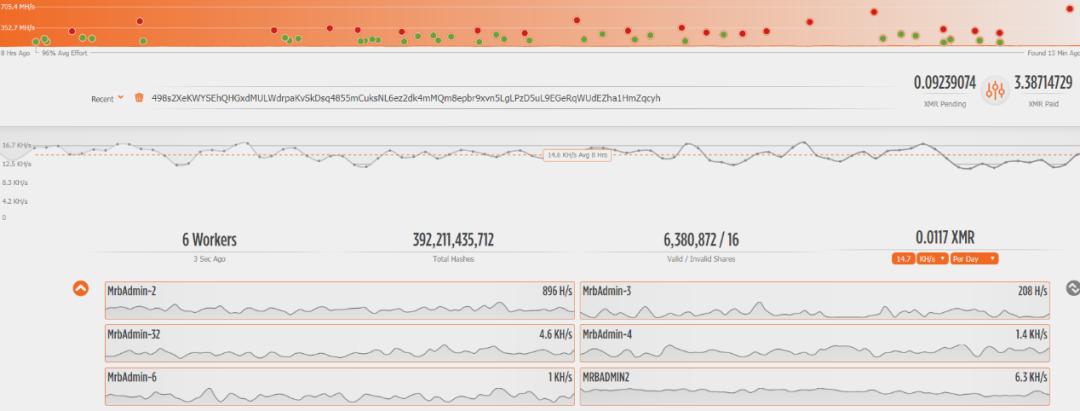 705.4 MH/s
352.7 MH/s
8 Hrs Ago
96% Avg Effort
Found 13 Min Ago
Recent
498s2XeKWYSEhQHGxdMULWdrpaKvSkDsq4855mCuksNL6ez2dk4mMQm8epbr9xvn5LgLPzD5uL9EGeRqWUdEZha1HmZqcyh
0.09239074
XMR Pending
3.38714729
XMR Paid
16.7 KH/s
12.5 KH/s
8.3 KH/s
4.2 KH/s
0
14.6 KH/s Avg 8 Hrs
6 Workers
3 Sec Ago
392,211,435,712
Total Hashes
6,380,872 / 16
Valid / Invalid Shares
0.0117 XMR
14.7 KH/s Per Day
MrbAdmin-2 896 H/s
MrbAdmin-3 208 H/s
MrbAdmin-32 4.6 KH/s
MrbAdmin-4 1.4 KH/s
MrbAdmin-6 1 KH/s
MRBADMIN2 6.3 KH/s